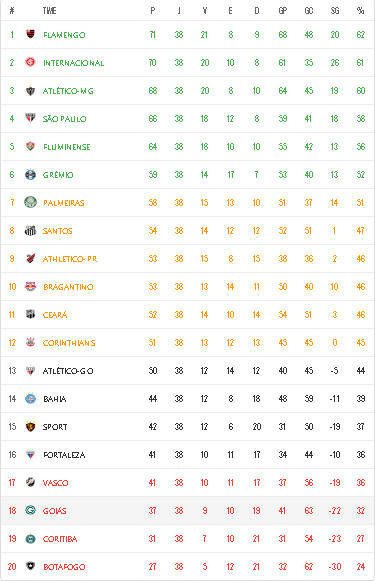 # TIME P J V E D GP GC SG %
1 FLAMENGO 71 38 21 8 9 68 48 20 62
2 INTERNACIONAL 70 38 20 10 8 61 35 26 61
3 ATLÉTICO-MG 68 38 20 8 10 64 45 19 60
4 SÃO PAULO 66 38 18 12 8 59 41 18 58
5 FLUMINENSE 64 38 18 10 10 55 42 13 56
6 GRÊMIO 59 38 14 17 7 53 40 13 52
7 PALMEIRAS 58 38 15 13 10 51 37 14 51
8 SANTOS 54 38 14 12 12 52 51 1 47
9 ATHLETICO-PR 53 38 15 8 15 38 36 2 46
10 BRAGANTINO 53 38 13 14 11 50 40 10 46
11 CEARÁ 52 38 14 10 14 54 51 3 46
12 CORINTHIANS 51 38 13 12 13 45 45 0 45
13 ATLÉTICO-GO 50 38 12 14 12 40 45 -5 44
14 BAHIA 44 38 12 8 18 48 59 -11 39
15 SPORT 42 38 12 6 20 31 50 -19 37
16 FORTALEZA 41 38 10 11 17 34 44 -10 36
17 VASCO 41 38 10 11 17 37 56 -19 36
18 GOIÁS 37 38 9 10 19 41 63 -22 32
19 CORITIBA 31 38 7 10 21 31 54 -23 27
20 BOTAFOGO 27 38 5 12 21 32 62 -30 24